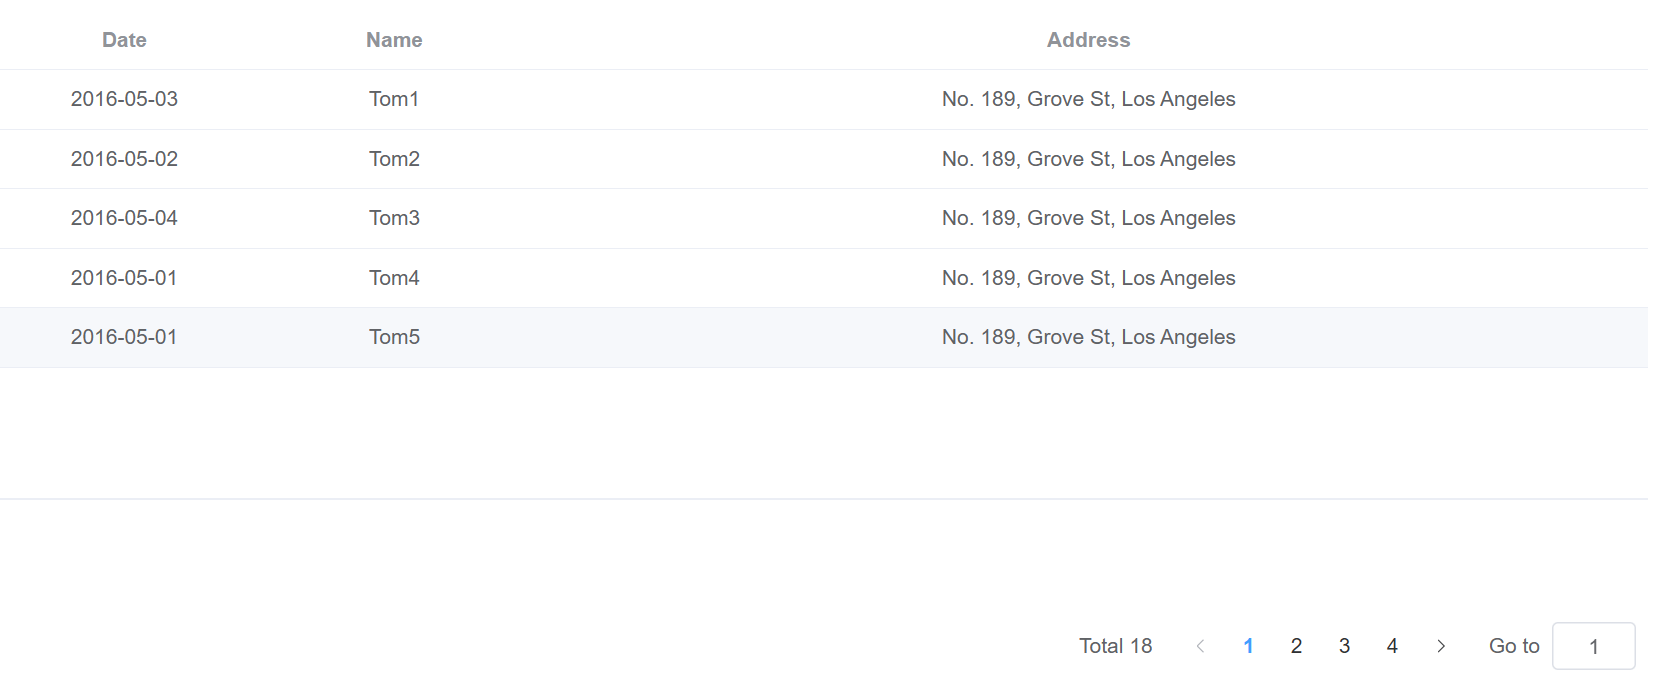 Date Name Address
2016-05-03 Tom1 No. 189, Grove St, Los Angeles
2016-05-02 Tom2 No. 189, Grove St, Los Angeles
2016-05-04 Tom3 No. 189, Grove St, Los Angeles
2016-05-01 Tom4 No. 189, Grove St, Los Angeles
2016-05-01 Tom5 No. 189, Grove St, Los Angeles
Total 18 1 2 3 4 Go to 1